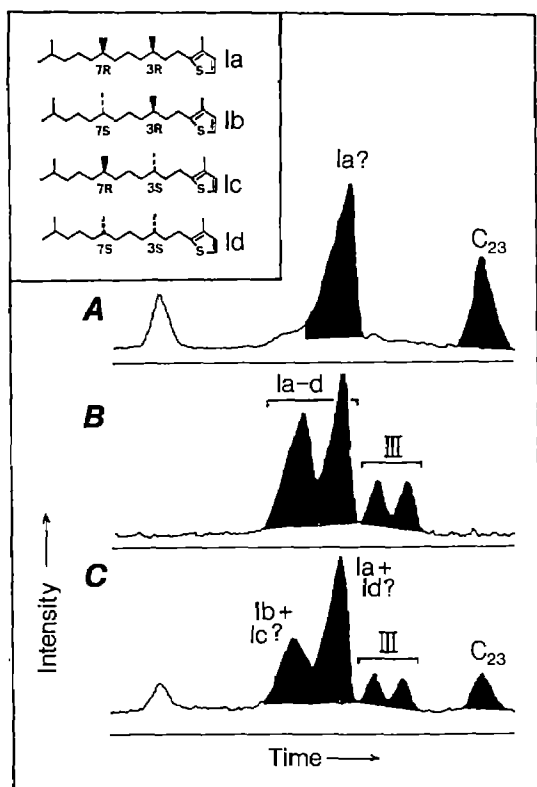 7R 3R Ia
S
7S 3R Ib
S
7R 3S Ic
S
7S 3S Id
S
Ia?
C23
A
Ia-d
III
B
Ia+
Id?
Ib+
Ic?
III
C23
C
Intensity
Time